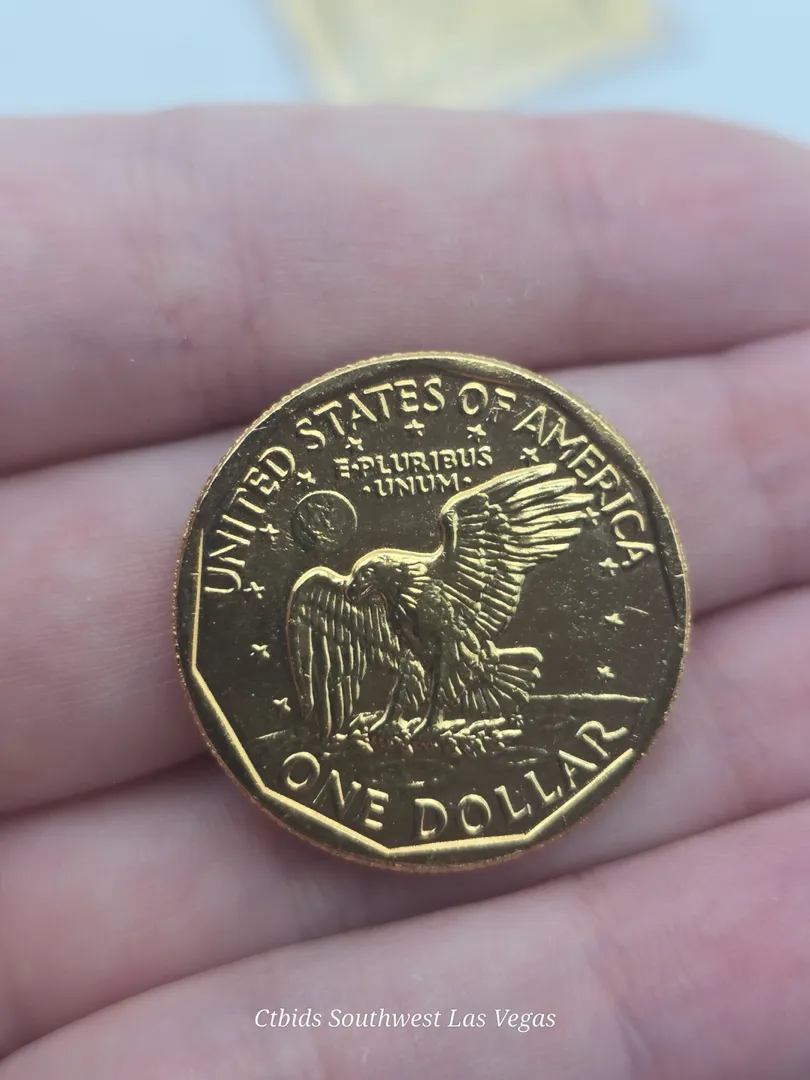 UNITED STATES OF AMERICA
E·PLURIBUS
·UNUM·
ONE DOLLAR
Ctbids Southwest Las Vegas